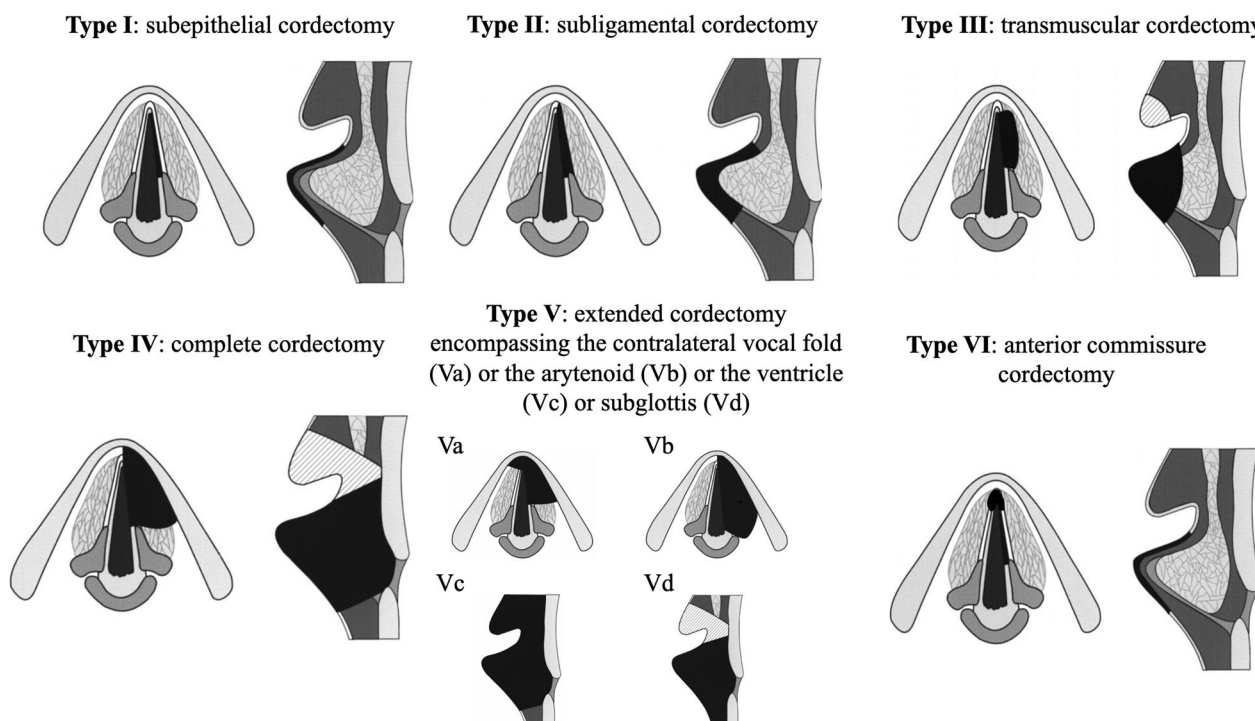 Type I: subepithelial cordectomy
Type II: subligamental cordectomy
Type III: transmuscular cordectomy
Type IV: complete cordectomy
Type V: extended cordectomy
encompassing the contralateral vocal fold
(Va) or the arytenoid (Vb) or the ventricle
(Vc) or subglottis (Vd)
Va
Vb
Vc
Vd
Type VI: anterior commissure
cordectomy